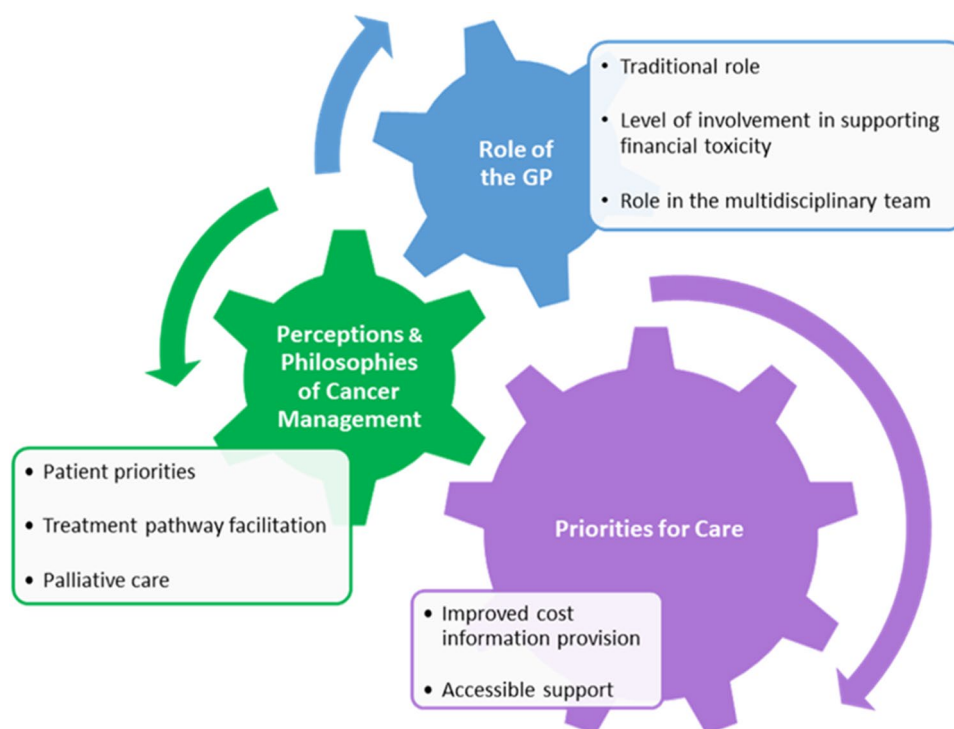 Role of
the GP
• Traditional role
• Level of involvement in supporting
financial toxicity
• Role in the multidisciplinary team
Perceptions &
Philosophies
of Cancer
Management
• Patient priorities
• Treatment pathway facilitation
• Palliative care
Priorities for Care
• Improved cost
information provision
• Accessible support